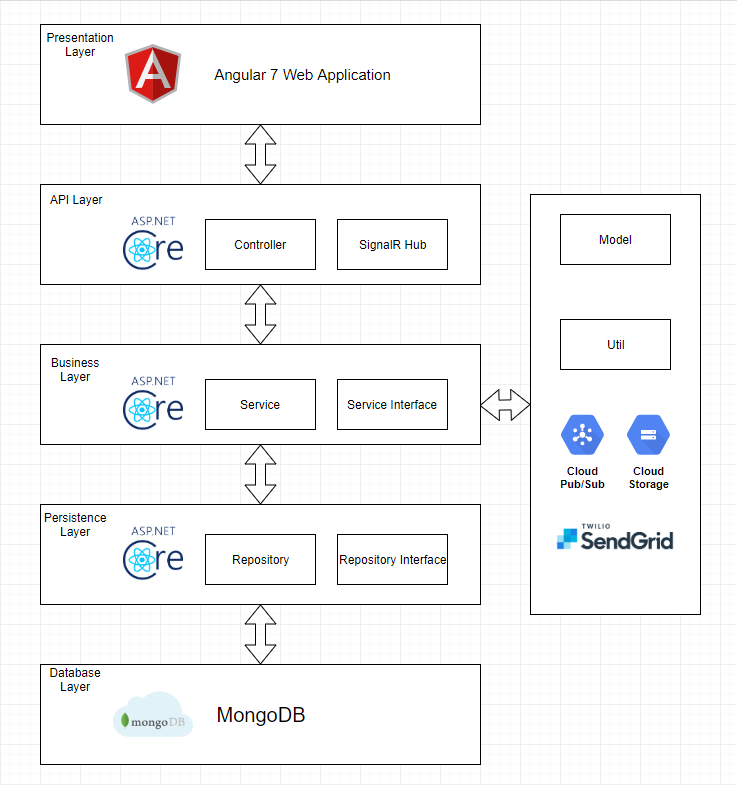 Presentation
Layer
Angular 7 Web Application
API Layer
ASP.NET
Core
Controller
SignalR Hub
Business
Layer
ASP.NET
Core
Service
Service Interface
Persistence
Layer
ASP.NET
Core
Repository
Repository Interface
Database
Layer
mongoDB
MongoDB
Model
Util
Cloud
Pub/Sub
Cloud
Storage
TWILIO
SendGrid